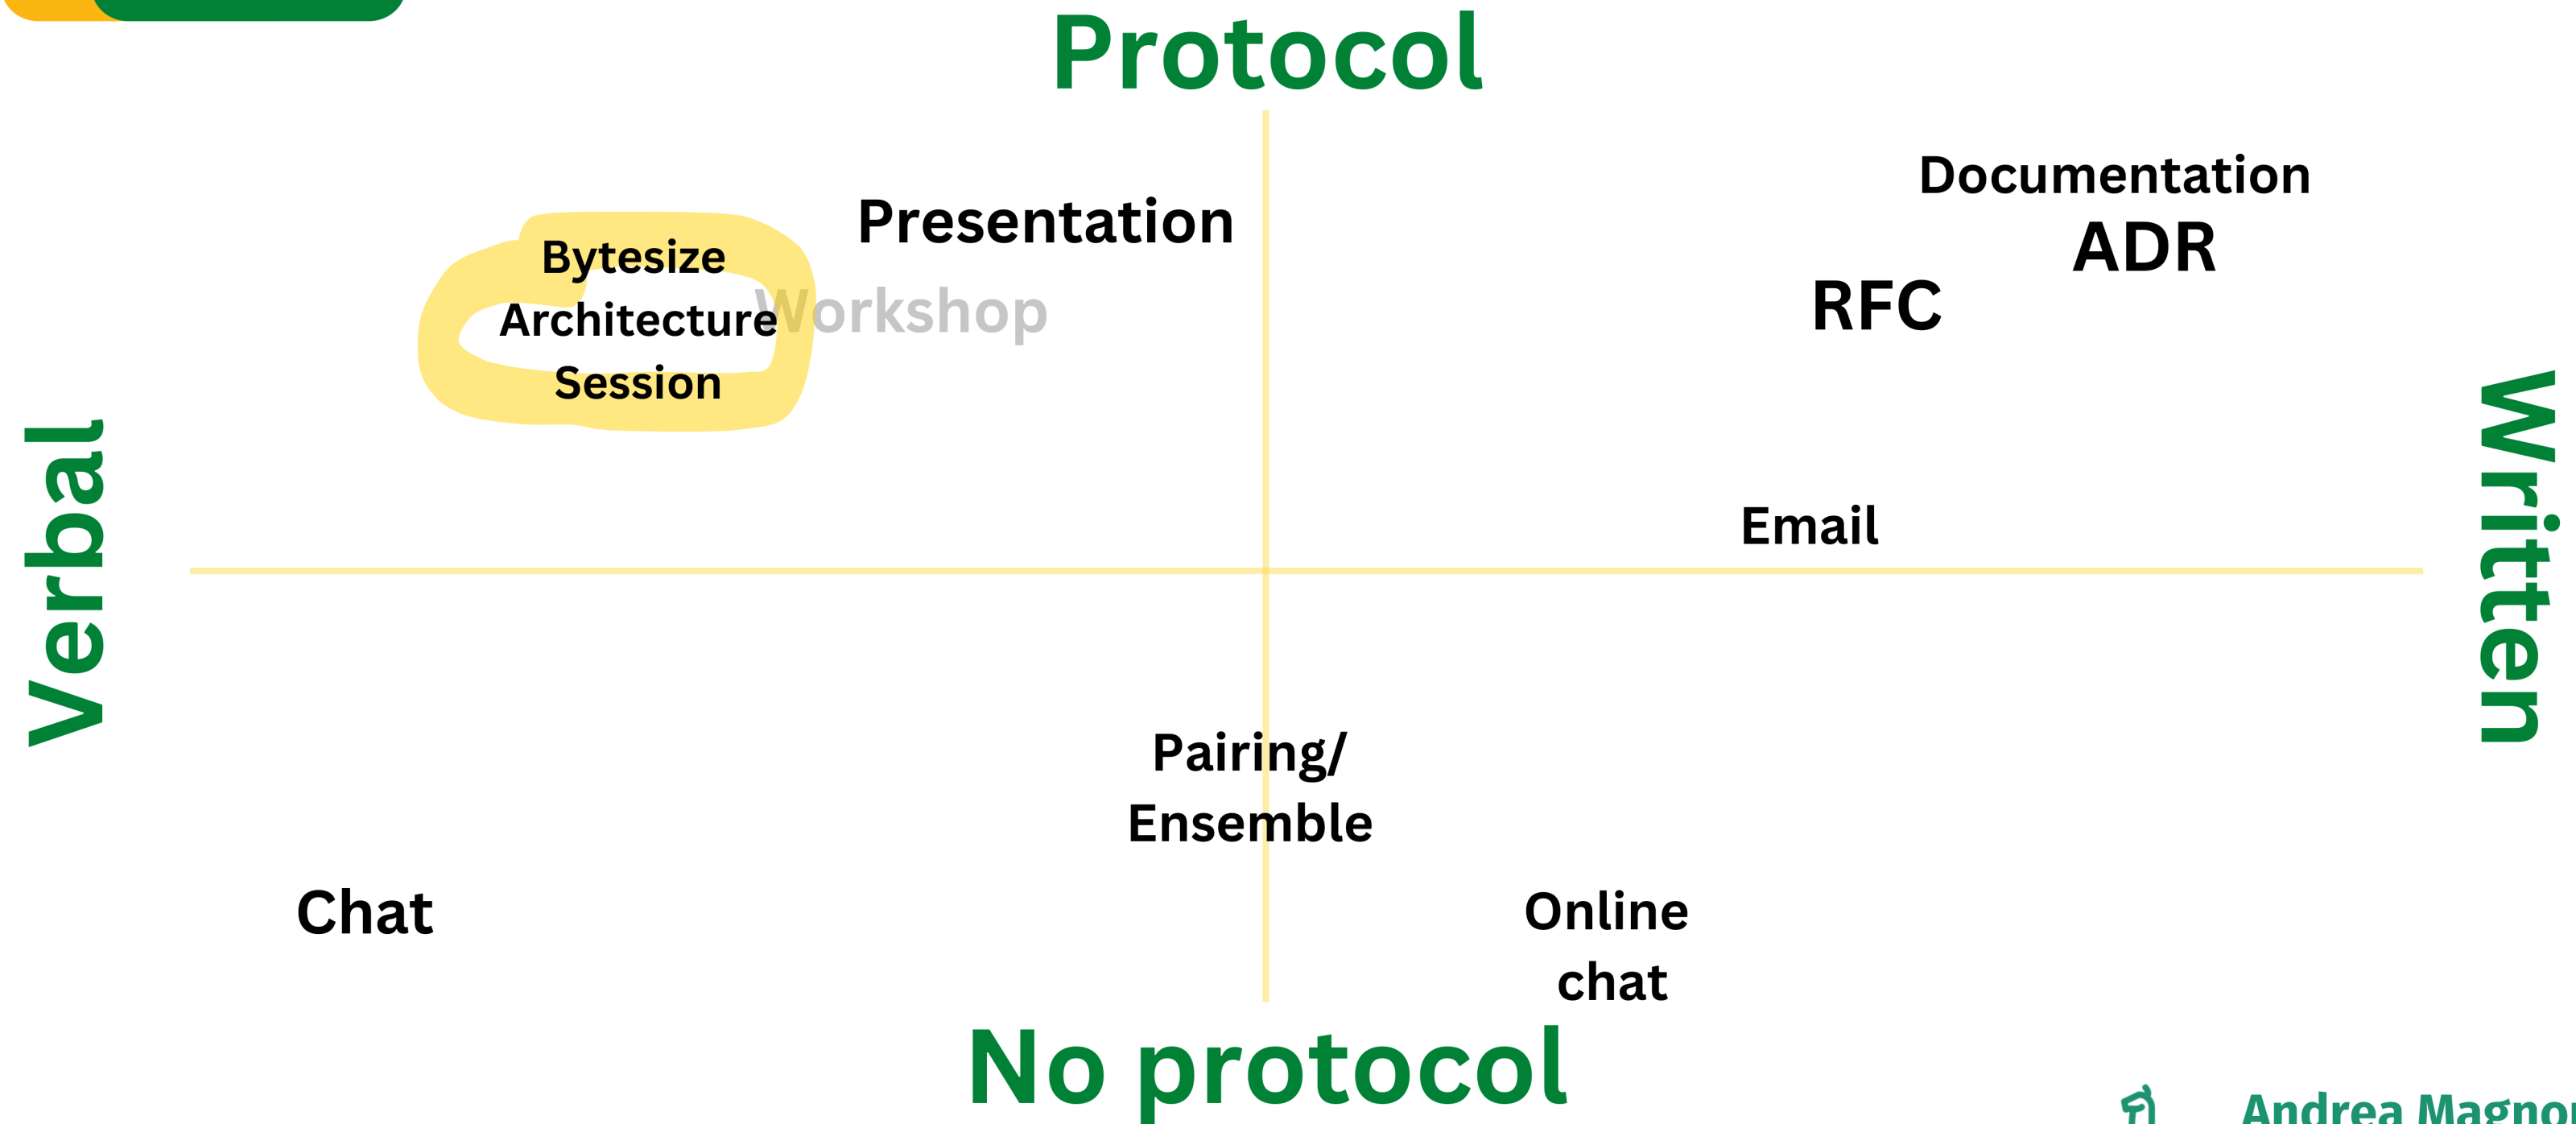 Protocol
Documentation
Presentation
ADR
Bytesize
Architecture
Session
Workshop
RFC
Verbal
Written
Email
Pairing/
Ensemble
Chat
Online
chat
No protocol
Andrea